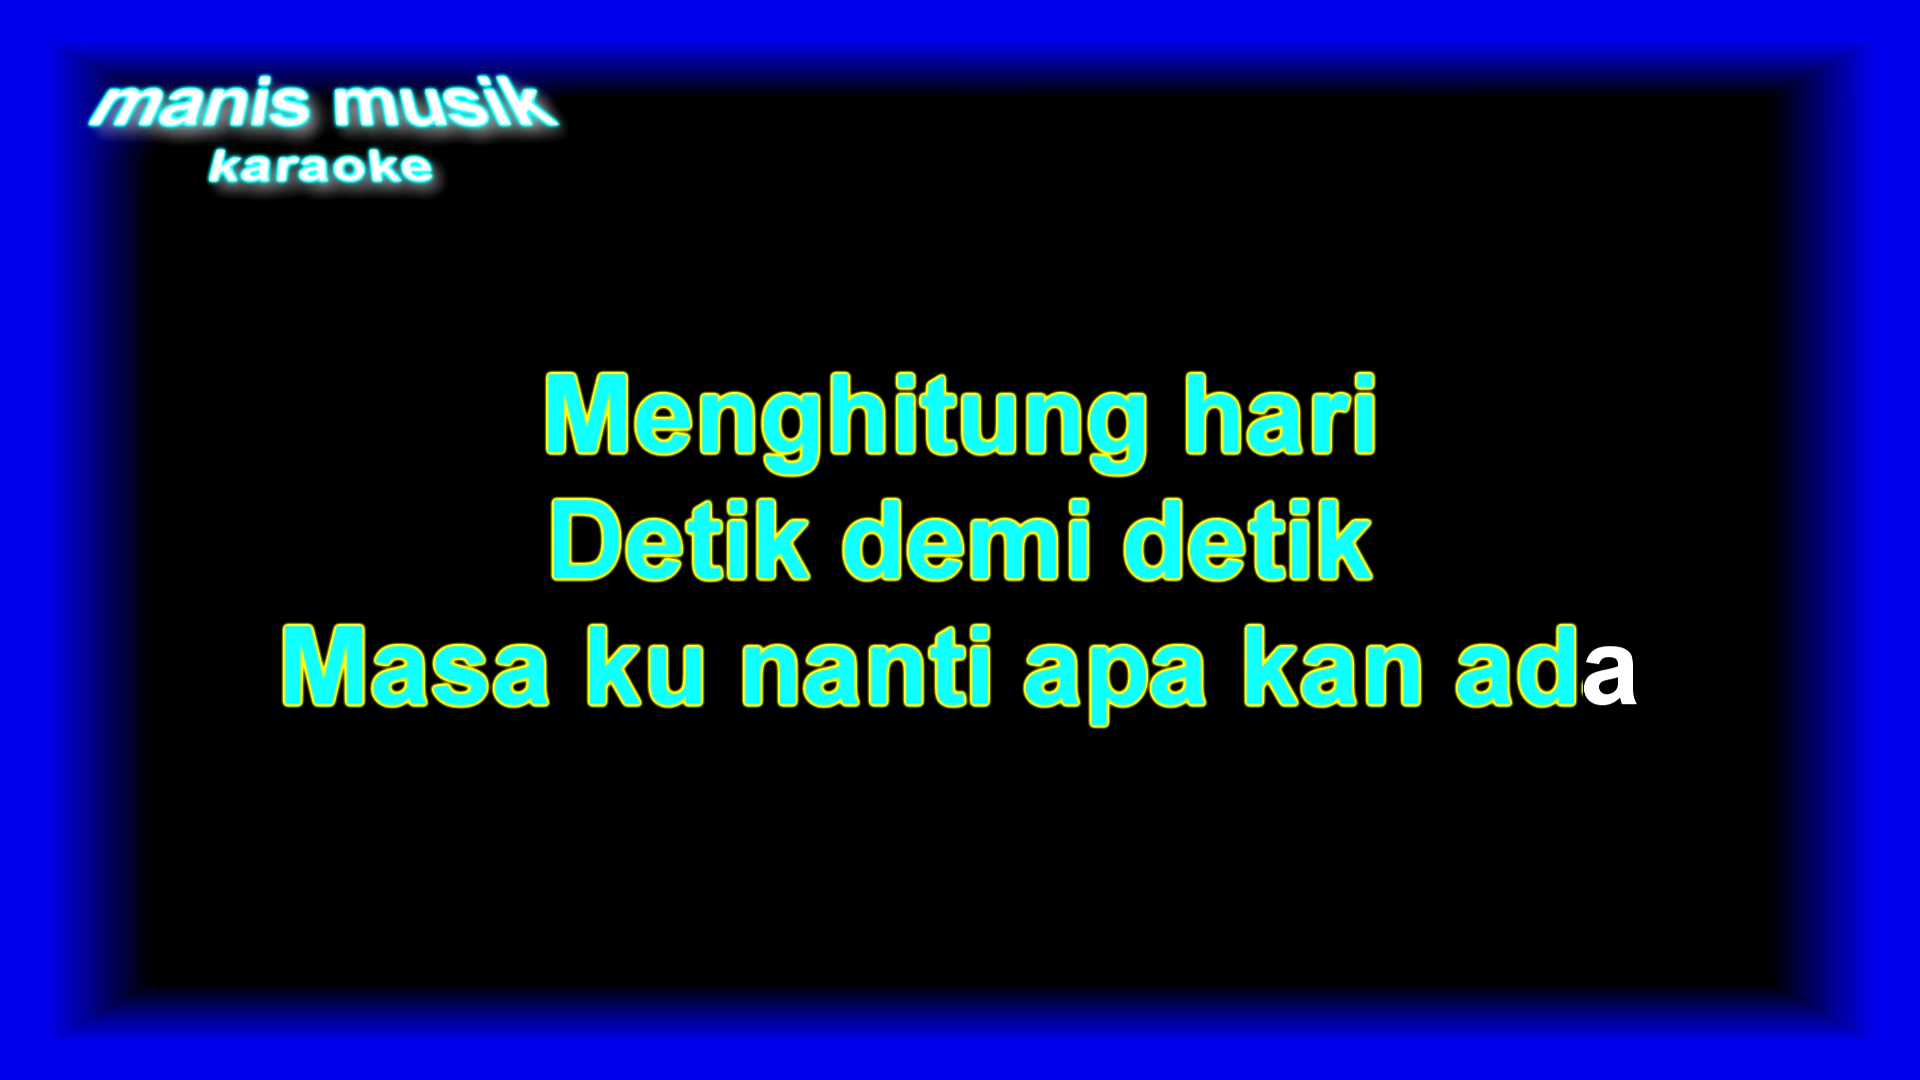 manis musik
karaoke
Menghitung hari
Detik demi detik
Masa ku nanti apa kan ada